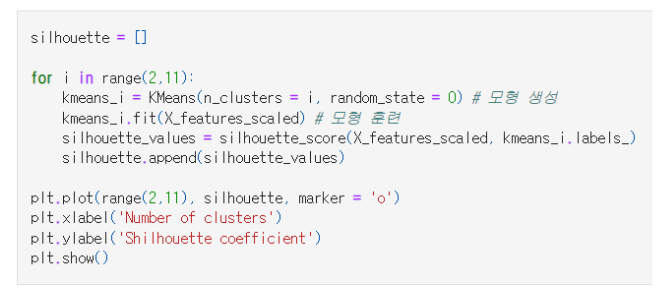 silhouette = []
for i in range(2,11):
kmeans_i = KMeans(n_clusters = i, random_state = 0) # 모형 생성
kmeans_i.fit(X_features_scaled) # 모형 훈련
silhouette_values = silhouette_score(X_features_scaled, kmeans_i.labels_)
silhouette.append(silhouette_values)
plt.plot(range(2,11), silhouette, marker = 'o')
plt.xlabel('Number of clusters')
plt.ylabel('Shilhouette coefficient')
plt.show()